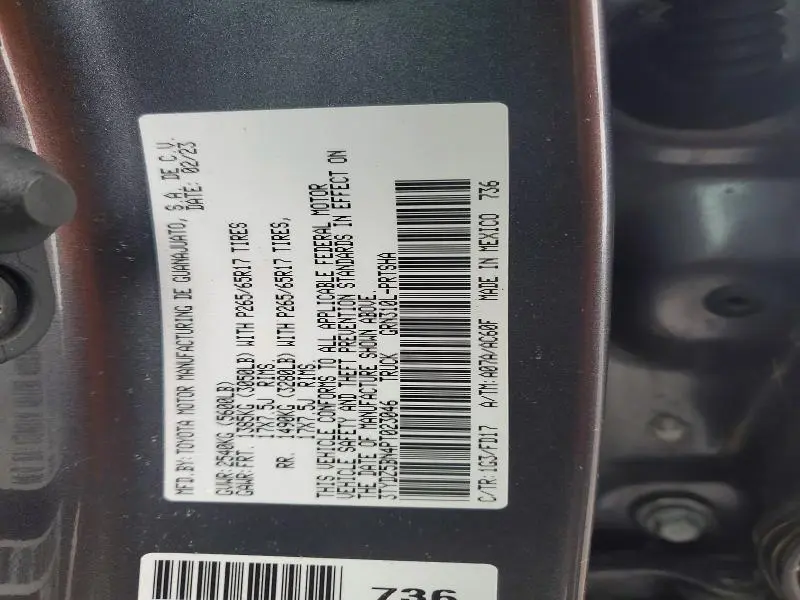 MFD.BY:TOYOTA MOTOR MANUFACTURING DE GUANAJUATO, S.A. DE C.V.
DATE: 02/23
GVWR:2540KG (5600LB)
GAWR:FRT. 1385KG (3050LB) WITH P265/65R17 TIRES
17X7.5J RIMS
RR. 1490KG (3280LB) WITH P265/65R17 TIRES,
17X7.5J RIMS
THIS VEHICLE CONFORMS TO ALL APPLICABLE FEDERAL MOTOR
VEHICLE SAFETY AND THEFT PREVENTION STANDARDS IN EFFECT ON
THE DATE OF MANUFACTURE SHOWN ABOVE.
3TYDZ5BN4PT023046 TRUCK GRN310L-PRTSHA
C/TR:1G3/FD17 A/TM:A07A/AC60F MADE IN MEXICO 736
736